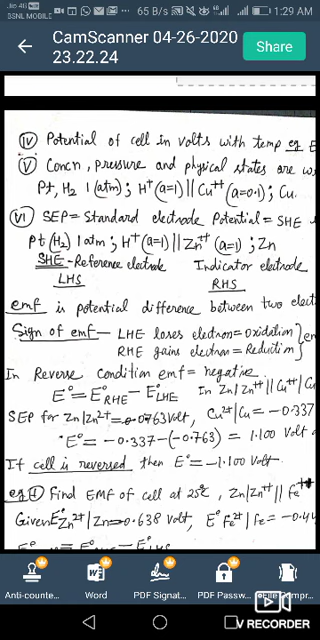 65 B/s
1:29 AM
BSNL MOBILE
CamScanner 04-26-2020
23.22.24
Share
(iv) Potential of cell in volts with temp eg E
(v) Concn, pressure and physical states are w
Pt, H₂ 1 (atm); H⁺(a=1) || Cu⁺⁺(a=0.1); Cu.
(vi) SEP = Standard electrode Potential = SHE
Pt (H₂) 1 atm; H⁺(a=1) || Zn⁺⁺(a=1); Zn
SHE - Reference electrode Indicator electrode
LHS RHS
emf is potential difference between two elect
Sign of emf - LHE loses electron = Oxidation } e
RHE gains electron = Reduction
In Reverse condition emf = negative
E° = E°RHE - E°LHE In Zn/Zn⁺⁺ || Cu⁺⁺/Cu
SEP for Zn/Zn²⁺ = -0.0763 volt, Cu²⁺/Cu = -0.337
E° = -0.337-(-0.763) = 1.100 volt
If cell is reversed then E° = -1.100 volt.
eg. Find EMF of cell at 25°C, Zn/Zn⁺⁺ || Fe⁺⁺
Given E°Zn²⁺/Zn = 0.638 volt, E° Fe²⁺/Fe = -0.44
Anti-counte...
Word
PDF Signat...
PDF Passw...
File Compr...
V RECORDER